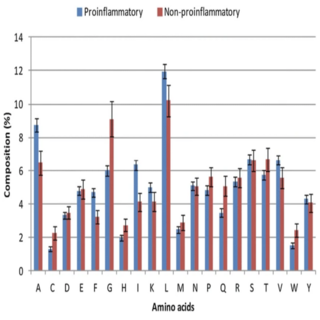 Proinflammatory Non-proinflammatory
14
12
10
8
6
4
2
0
Composition (%)
A C D E F G H I K L M N P Q R S T V W Y
Amino acids